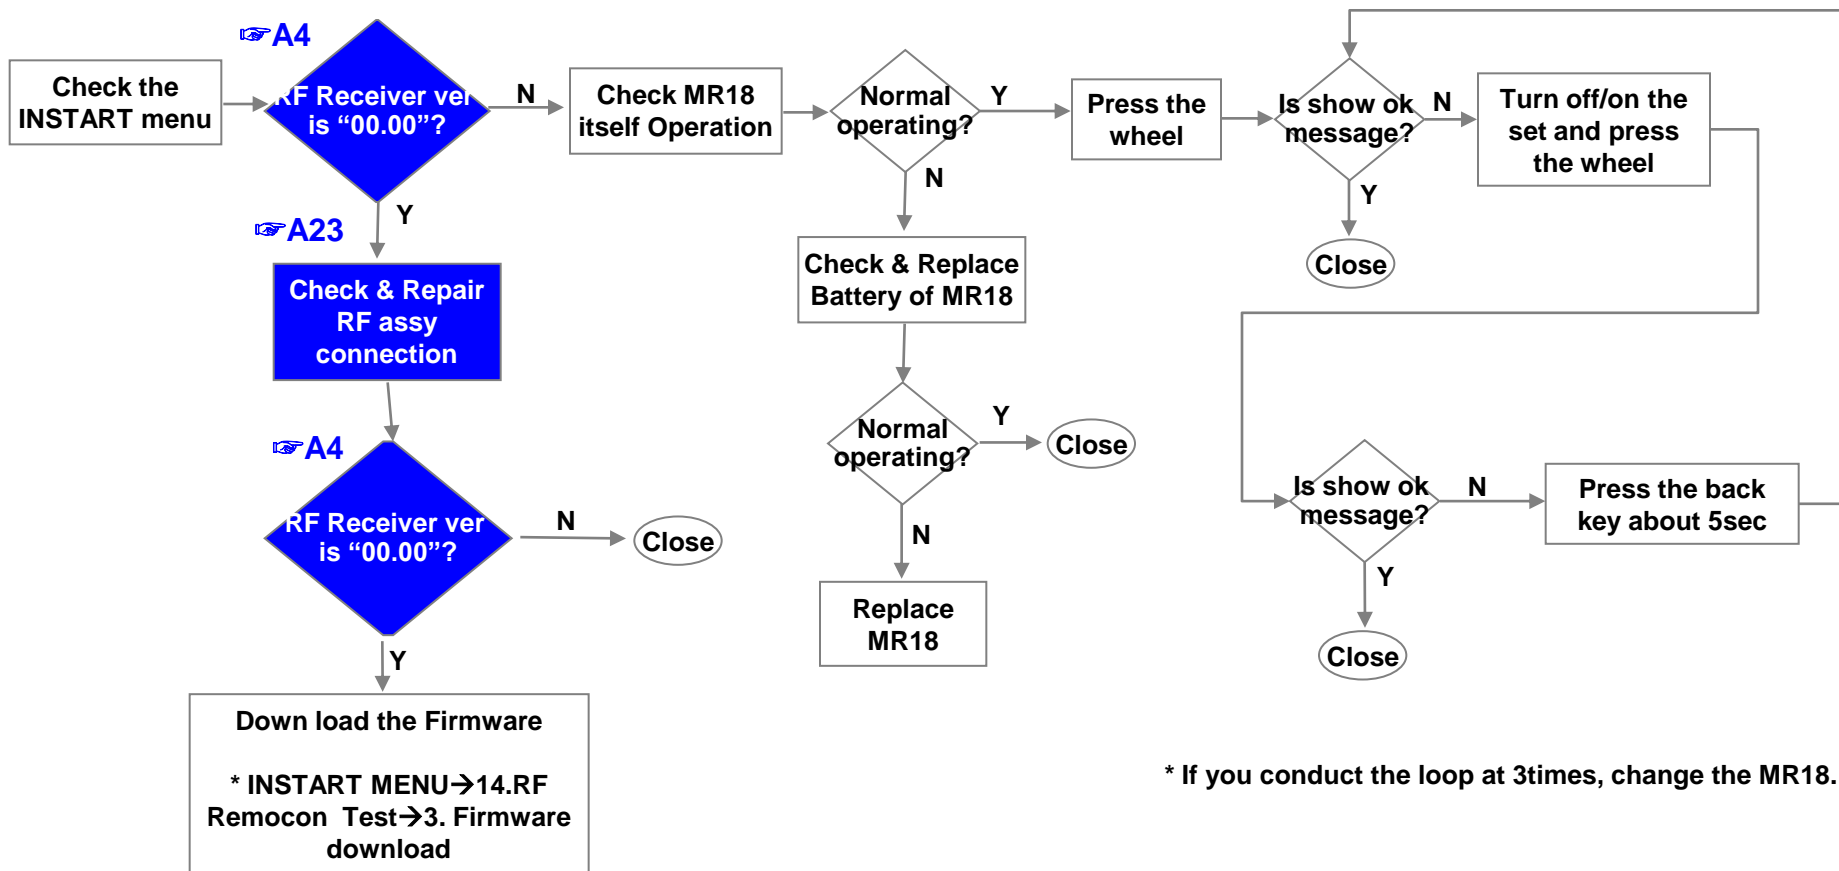 ☞A4
Check the
INSTART menu
RF Receiver ver
is “00.00”?
N
Check MR18
itself Operation
Normal
operating?
Y
Press the
wheel
Is show ok
message?
N
Turn off/on the
set and press
the wheel
Y
Close
N
Y
☞A23
Check & Repair
RF assy
connection
Check & Replace
Battery of MR18
Normal
operating?
Y
Close
N
Replace
MR18
☞A4
RF Receiver ver
is “00.00”?
N
Close
Y
Down load the Firmware
* INSTART MENU→14.RF
Remocon Test→3. Firmware
download
Is show ok
message?
N
Press the back
key about 5sec
Y
Close
* If you conduct the loop at 3times, change the MR18.